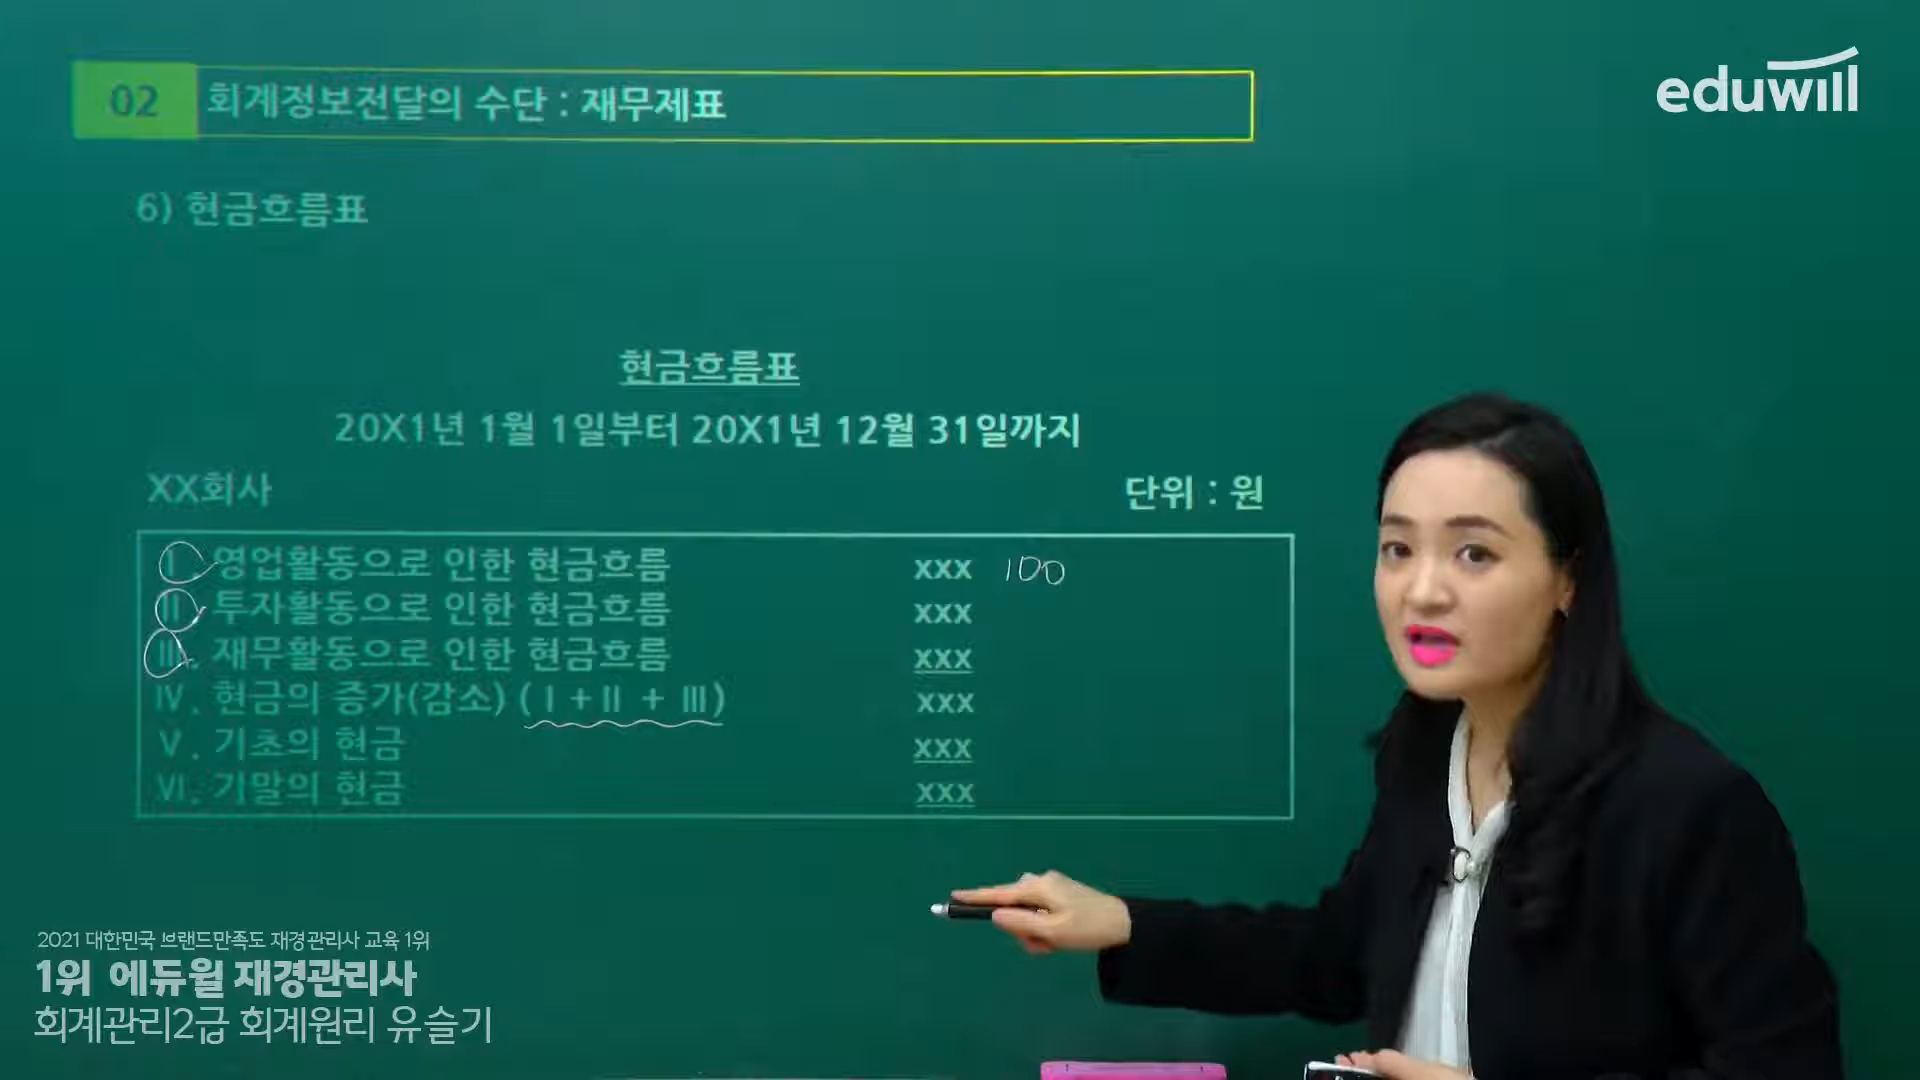 eduwill
02 회계정보전달의 수단 : 재무제표
6) 현금흐름표
현금흐름표
20X1년 1월 1일부터 20X1년 12월 31일까지
XX회사 단위 : 원
Ⅰ. 영업활동으로 인한 현금흐름 xxx 100
Ⅱ. 투자활동으로 인한 현금흐름 xxx
Ⅲ. 재무활동으로 인한 현금흐름 xxx
Ⅳ. 현금의 증가(감소) (Ⅰ+Ⅱ + Ⅲ) xxx
Ⅴ. 기초의 현금 xxx
Ⅵ. 기말의 현금 xxx
2021 대한민국 브랜드만족도 재경관리사 교육 1위
1위 에듀윌 재경관리사
회계관리2급 회계원리 유슬기